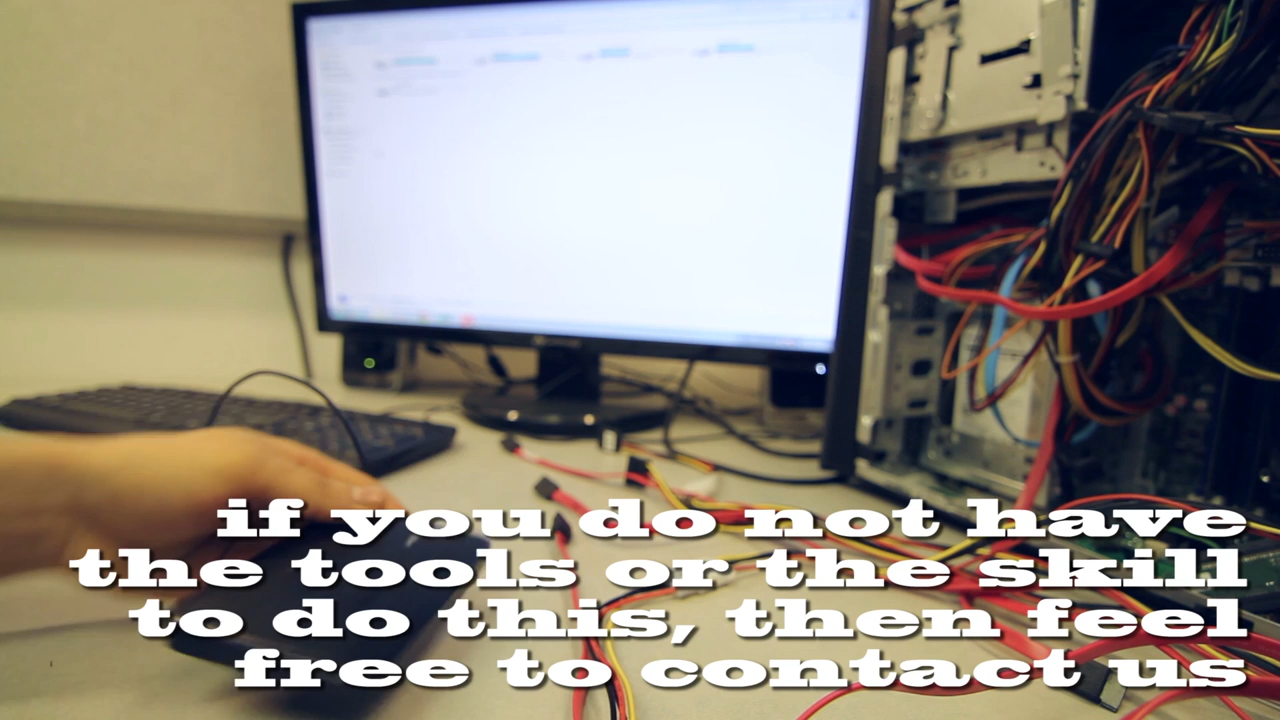 if you do not have
the tools or the skill
to do this, then feel
free to contact us